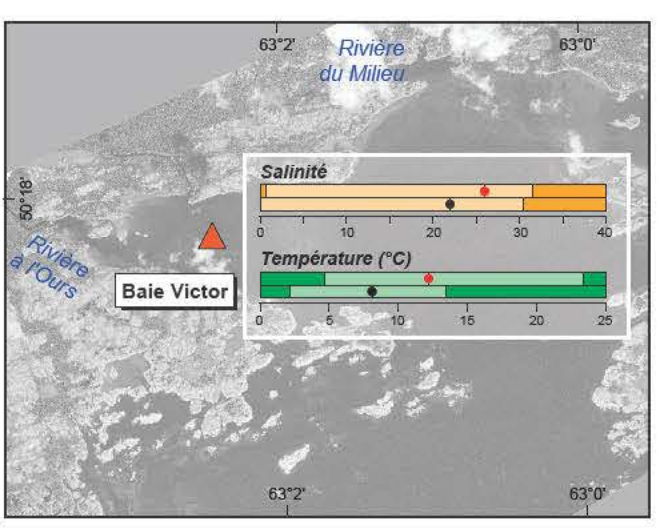 63°2'
63°0'
Rivière
du Milieu
50°18'
Salinité
0 10 20 30 40
Rivière
à l'Ours
Température (°C)
Baie Victor
0 5 10 15 20 25
63°2'
63°0'